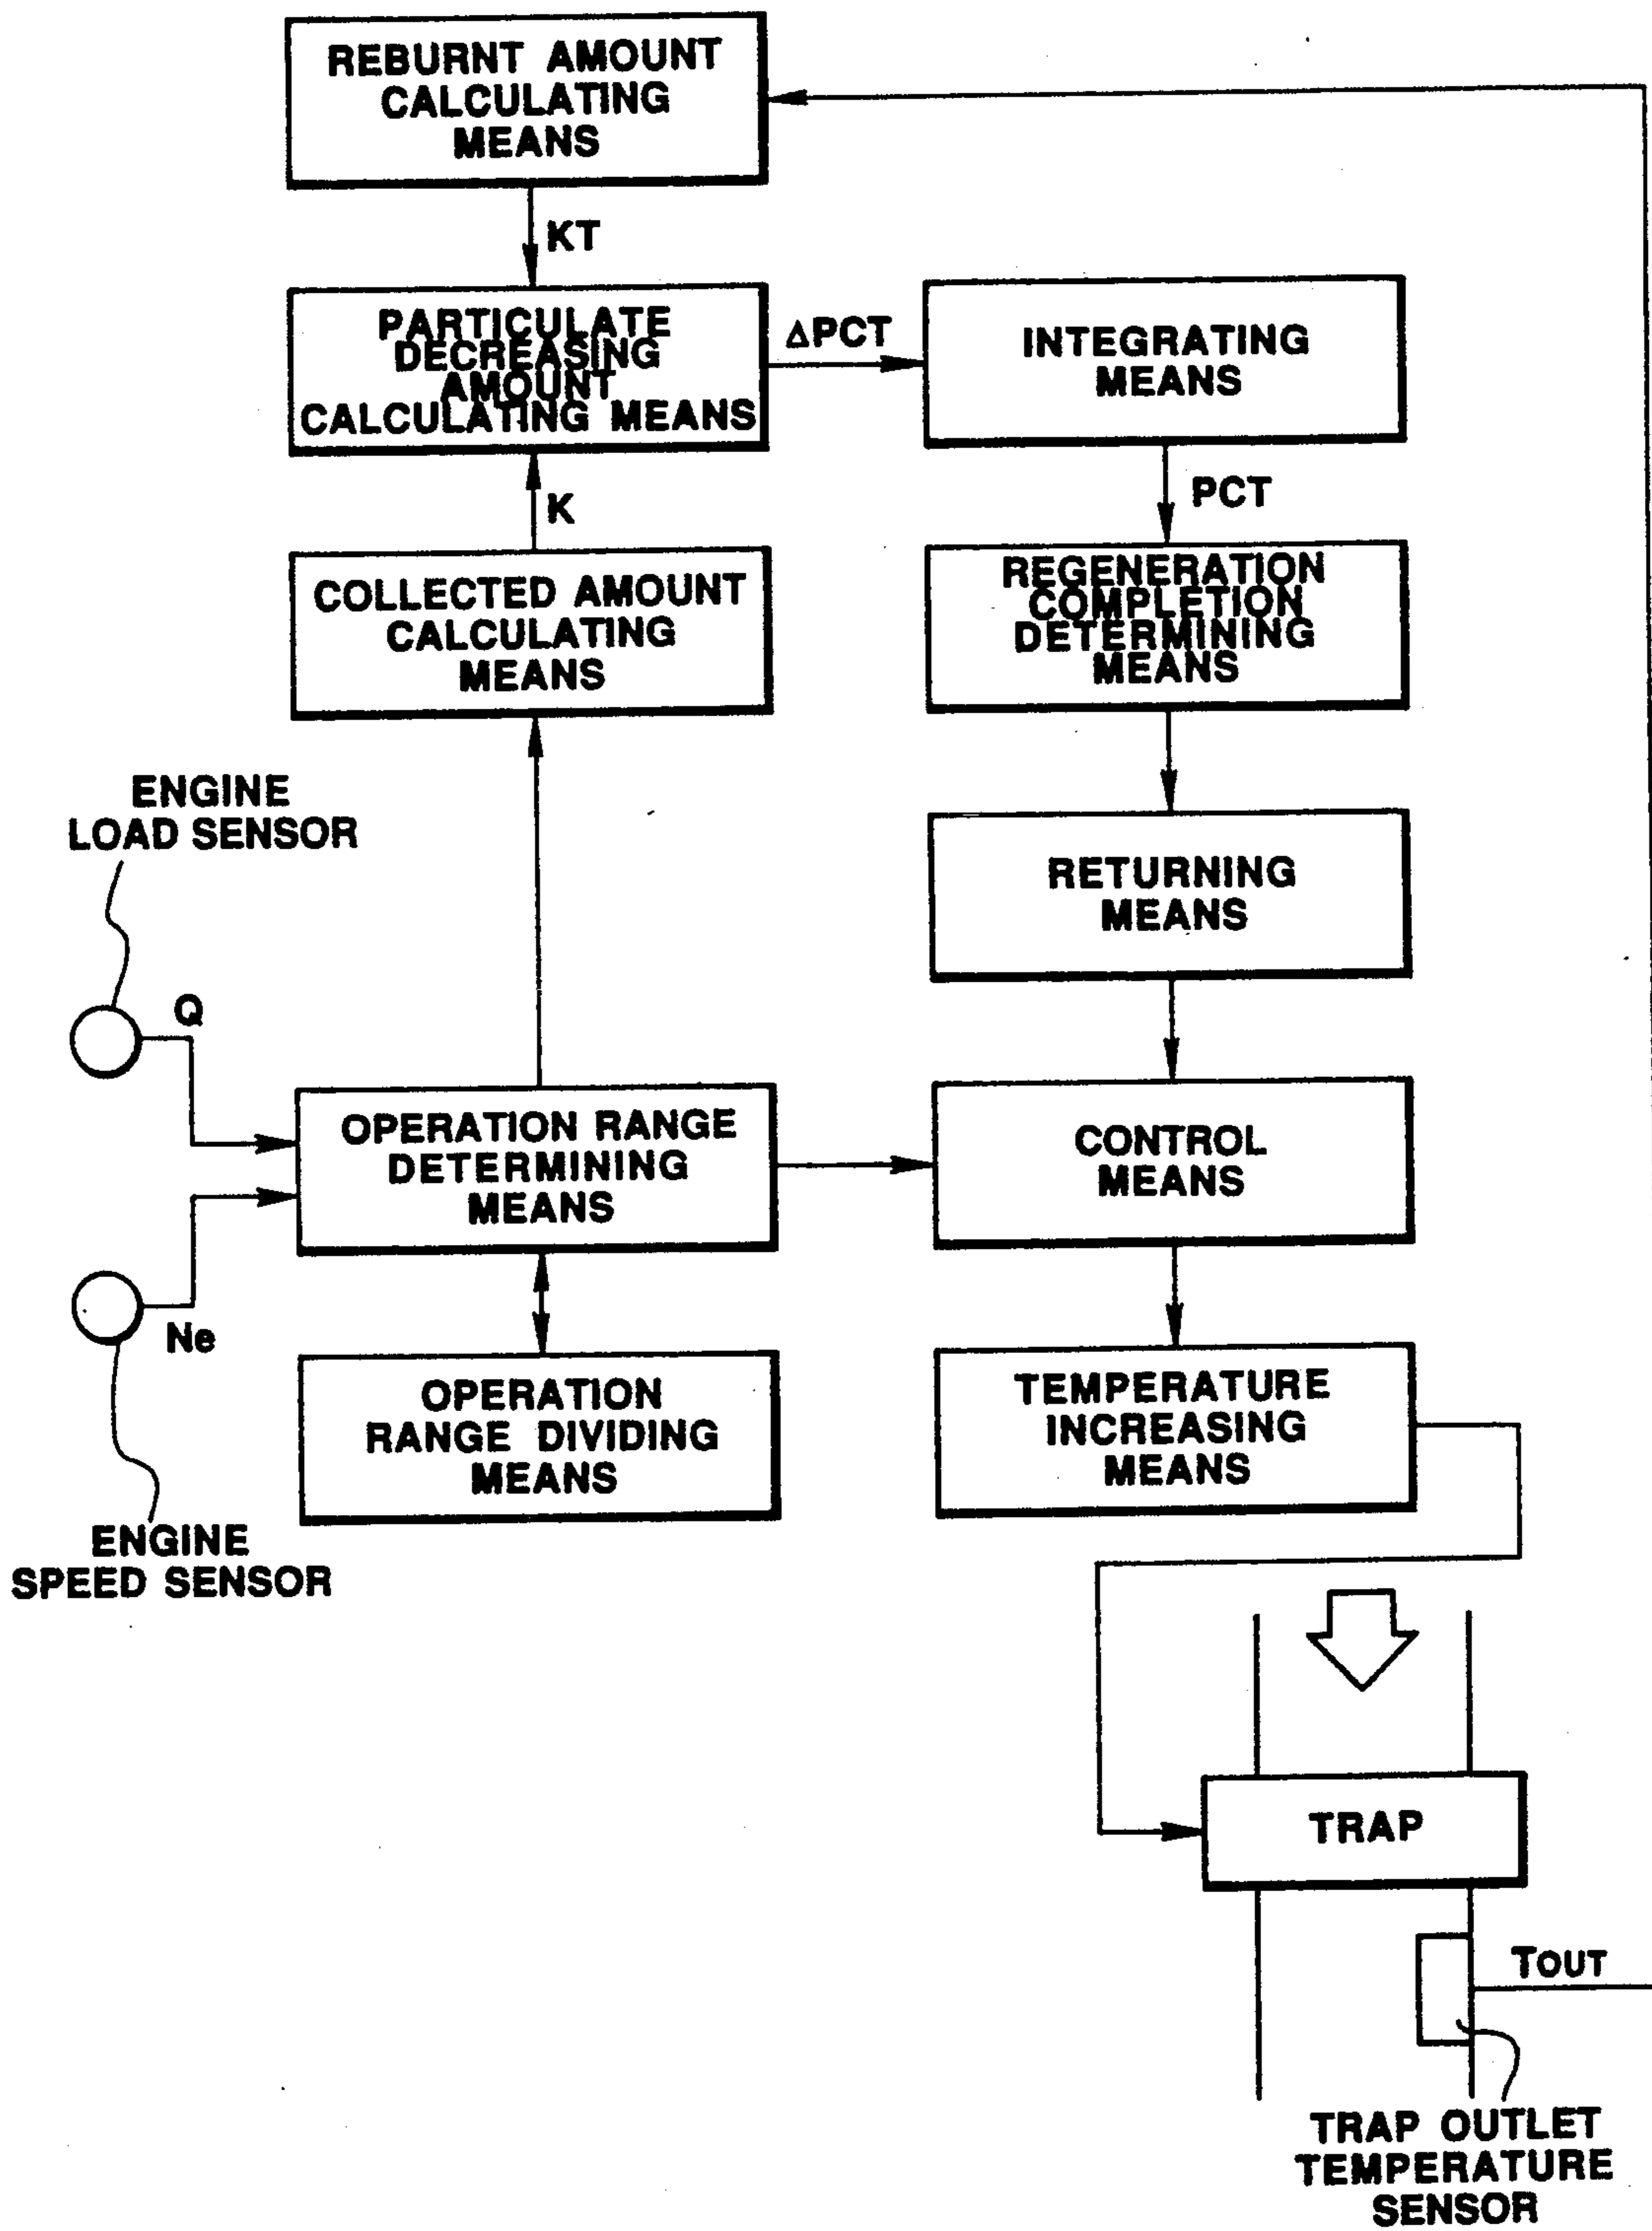 REBURNT AMOUNT
CALCULATING
MEANS
KT
PARTICULATE
DECREASING
AMOUNT
CALCULATING MEANS
ΔPCT
INTEGRATING
MEANS
K
PCT
COLLECTED AMOUNT
CALCULATING
MEANS
REGENERATION
COMPLETION
DETERMINING
MEANS
ENGINE
LOAD SENSOR
RETURNING
MEANS
Q
OPERATION RANGE
DETERMINING
MEANS
CONTROL
MEANS
Ne
OPERATION
RANGE DIVIDING
MEANS
TEMPERATURE
INCREASING
MEANS
ENGINE
SPEED SENSOR
TRAP
TOUT
TRAP OUTLET
TEMPERATURE
SENSOR